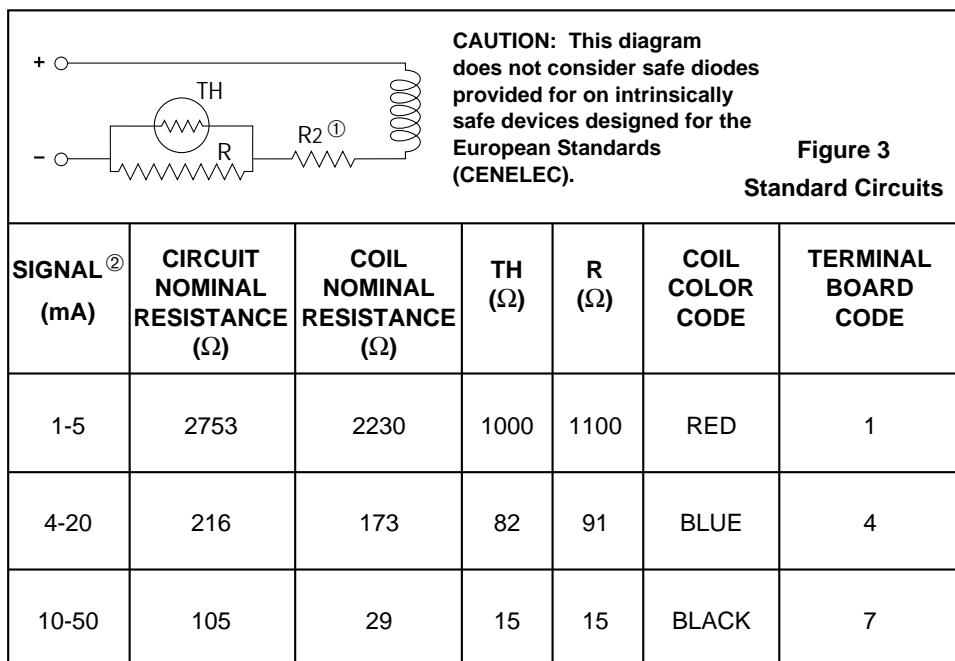 +
TH
R
R2 ①
–
CAUTION: This diagram
does not consider safe diodes
provided for on intrinsically
safe devices designed for the
European Standards
(CENELEC).
Figure 3
Standard Circuits
SIGNAL ② (mA)
CIRCUIT NOMINAL RESISTANCE (Ω)
COIL NOMINAL RESISTANCE (Ω)
TH (Ω)
R (Ω)
COIL COLOR CODE
TERMINAL BOARD CODE
1-5 2753 2230 1000 1100 RED 1
4-20 216 173 82 91 BLUE 4
10-50 105 29 15 15 BLACK 7